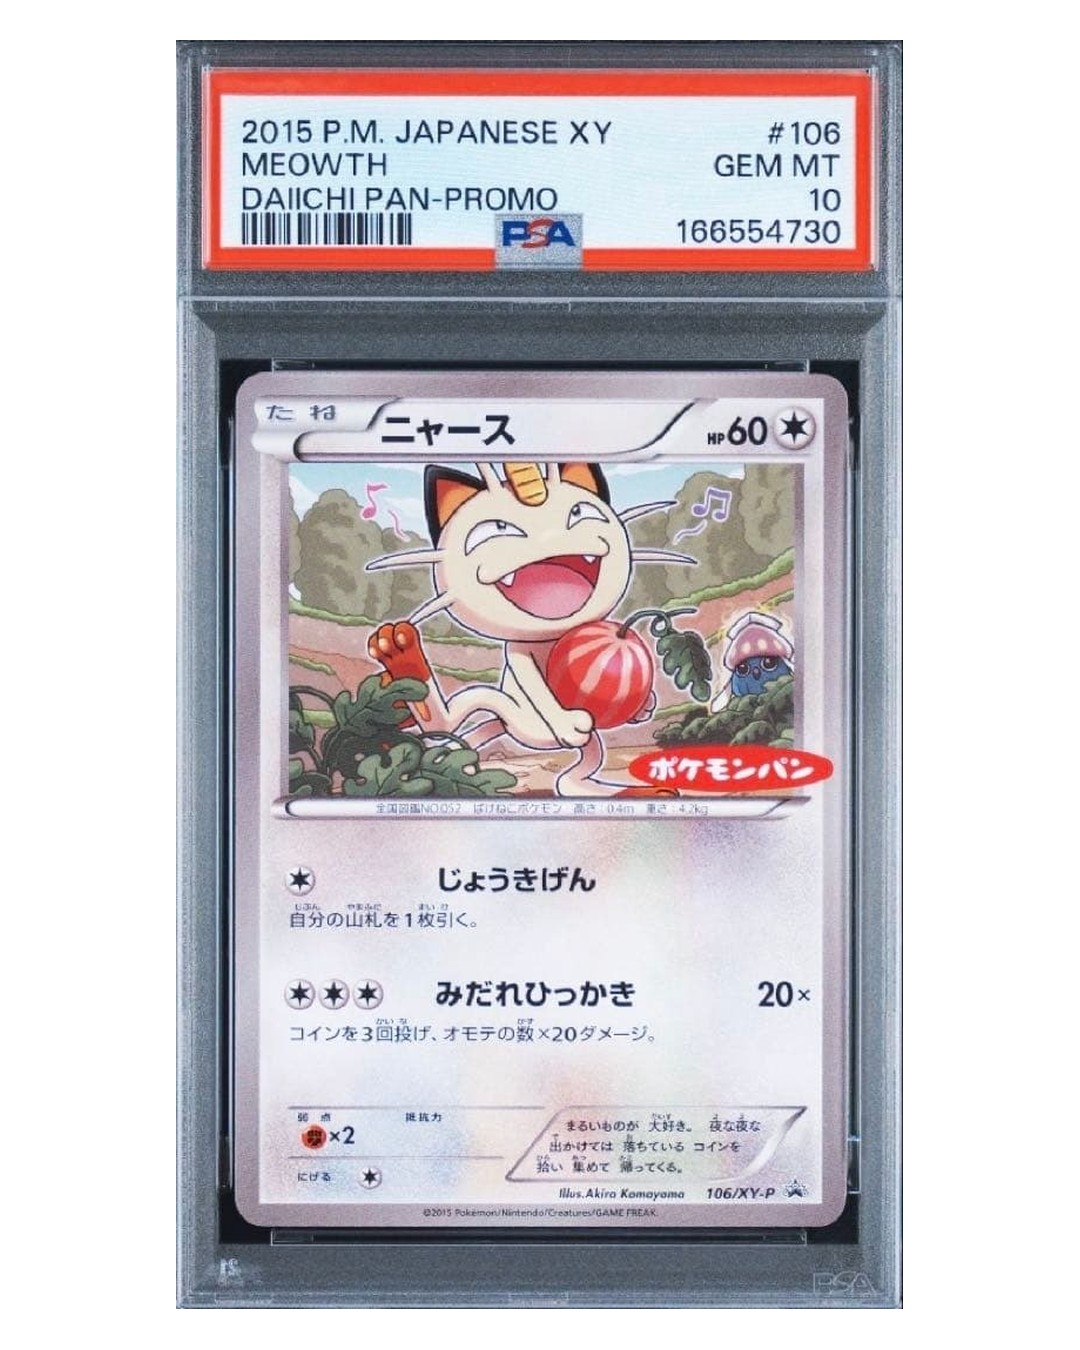 2015 P.M. JAPANESE XY #106
MEOWTH GEM MT
DAIICHI PAN-PROMO 10
PSA 166554730
たね ニャース HP60
ポケモンパン
全国図鑑NO.052 ばけねこポケモン 高さ:0.4m 重さ:4.2kg
じょうきげん
自分の山札を1枚引く。
みだれひっかき 20×
コインを3回投げ、オモテの数×20ダメージ。
弱点 抵抗力
闘×2
にげる
まるいものが 大好き。 夜な夜な
出かけては 落ちている コインを
拾い 集めて 帰ってくる。
Illus.Akira Komayama 106/XY-P
©2015 Pokémon/Nintendo/Creatures/GAME FREAK.
PSA